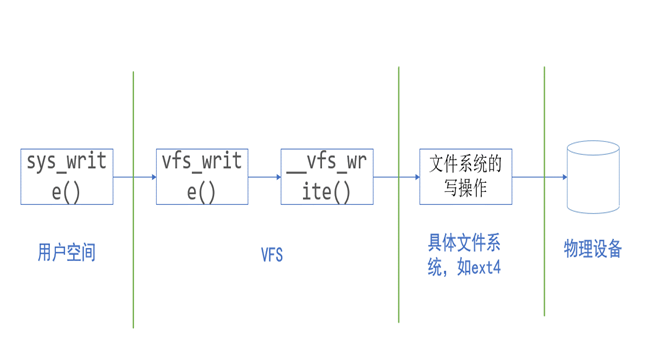 sys_writ
e()
vfs_writ
e()
__vfs_wr
ite()
文件系统的
写操作
用户空间
VFS
具体文件系
统，如ext4
物理设备